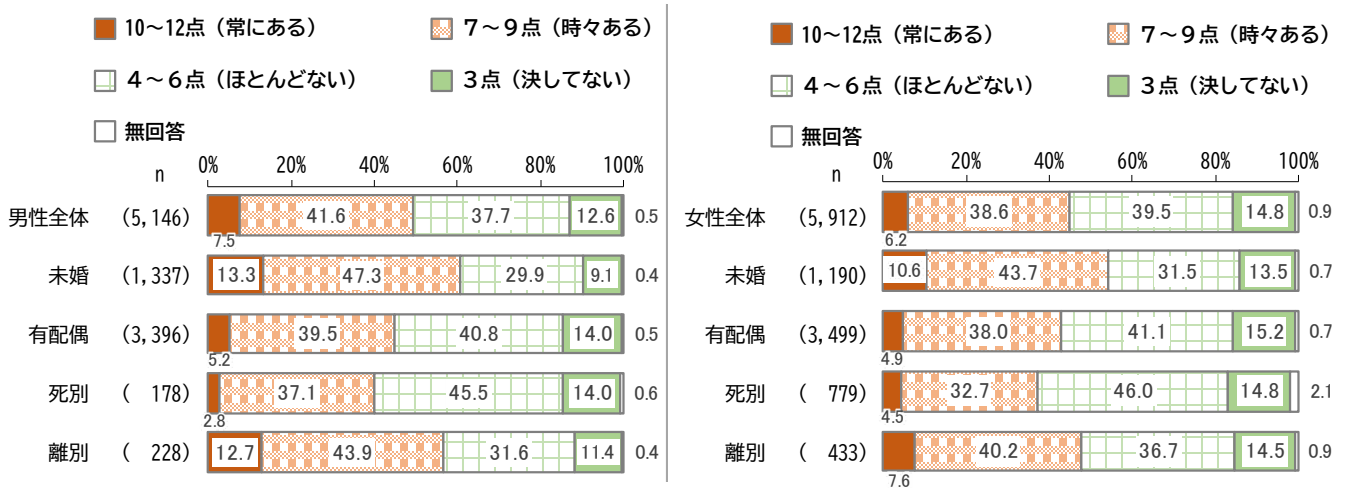 10～12点（常にある） ７～９点（時々ある）
４～６点（ほとんどない） ３点（決してない）
無回答
n 0% 20% 40% 60% 80% 100%
男性全体 (5,146) 7.5 41.6 37.7 12.6 0.5
未婚 (1,337) 13.3 47.3 29.9 9.1 0.4
有配偶 (3,396) 5.2 39.5 40.8 14.0 0.5
死別 ( 178) 2.8 37.1 45.5 14.0 0.6
離別 ( 228) 12.7 43.9 31.6 11.4 0.4
10～12点（常にある） ７～９点（時々ある）
４～６点（ほとんどない） ３点（決してない）
無回答
n 0% 20% 40% 60% 80% 100%
女性全体 (5,912) 6.2 38.6 39.5 14.8 0.9
未婚 (1,190) 10.6 43.7 31.5 13.5 0.7
有配偶 (3,499) 4.9 38.0 41.1 15.2 0.7
死別 ( 779) 4.5 32.7 46.0 14.8 2.1
離別 ( 433) 7.6 40.2 36.7 14.5 0.9